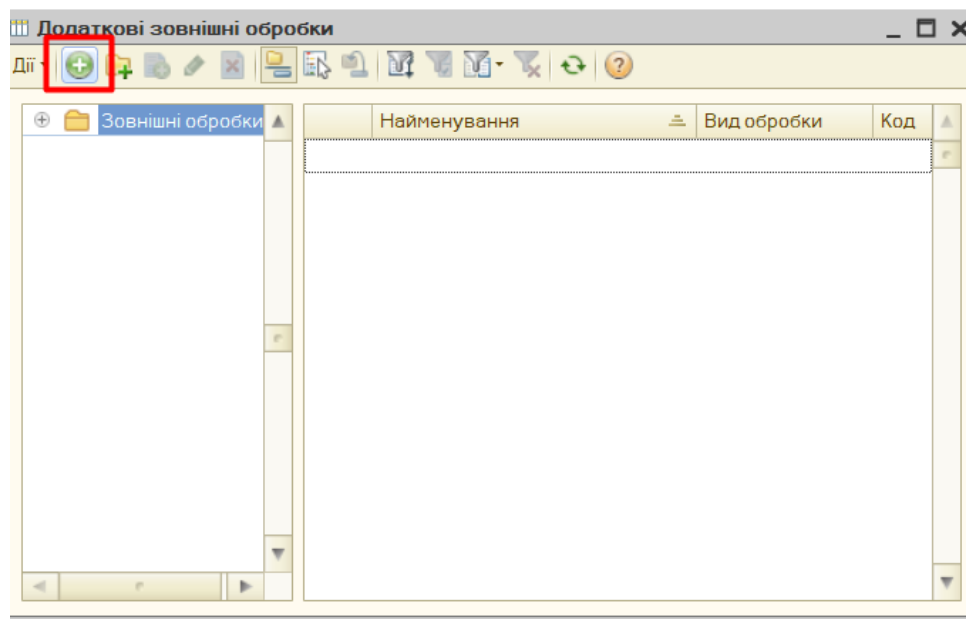 Додаткові зовнішні обробки
Дії
Зовнішні обробки
Найменування
Вид обробки
Код